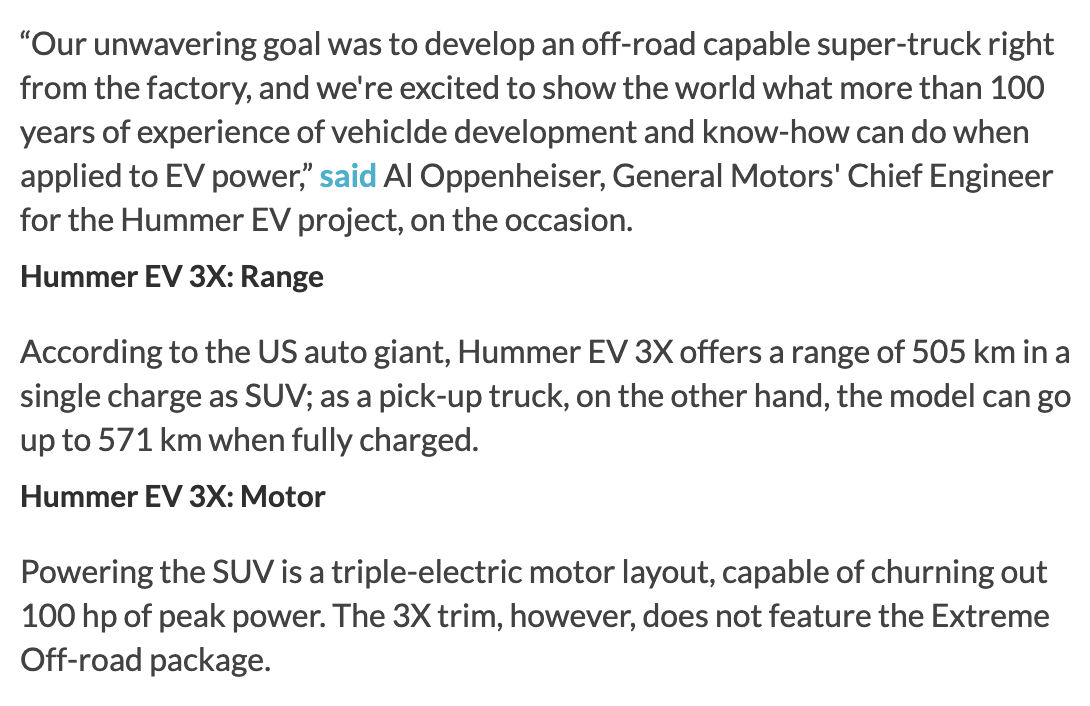 “Our unwavering goal was to develop an off-road capable super-truck right
from the factory, and we're excited to show the world what more than 100
years of experience of vehiclde development and know-how can do when
applied to EV power,” said Al Oppenheiser, General Motors' Chief Engineer
for the Hummer EV project, on the occasion.
Hummer EV 3X: Range
According to the US auto giant, Hummer EV 3X offers a range of 505 km in a
single charge as SUV; as a pick-up truck, on the other hand, the model can go
up to 571 km when fully charged.
Hummer EV 3X: Motor
Powering the SUV is a triple-electric motor layout, capable of churning out
100 hp of peak power. The 3X trim, however, does not feature the Extreme
Off-road package.